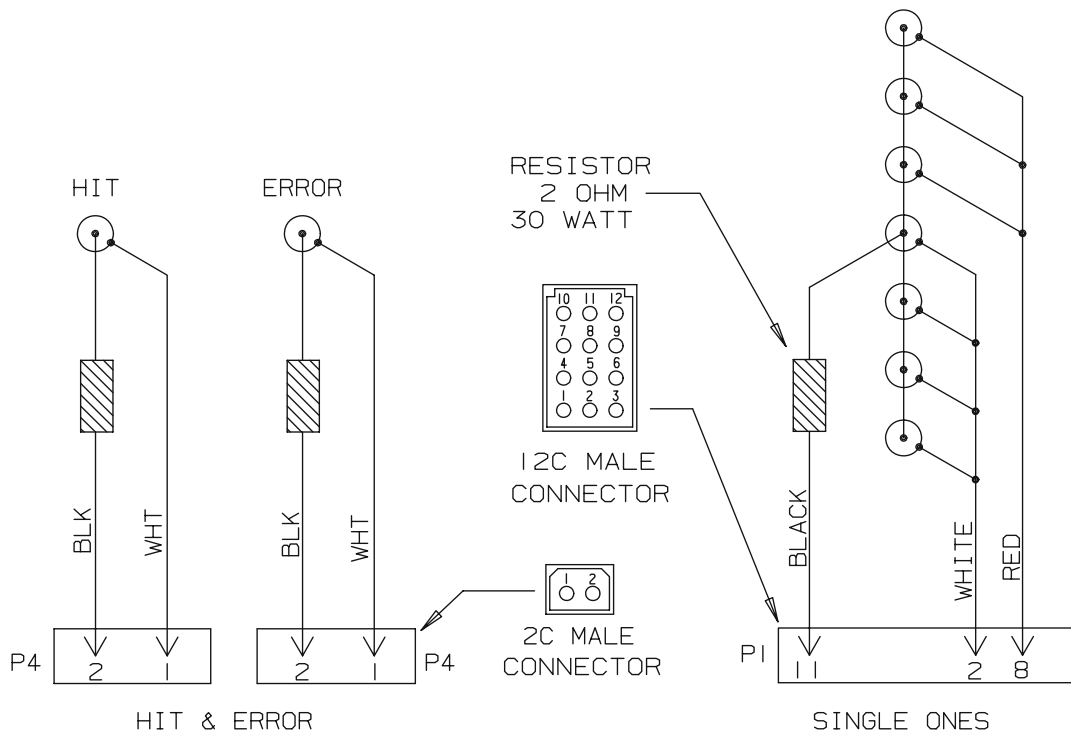 HIT
ERROR
RESISTOR
2 OHM
30 WATT
10 11 12
7 8 9
4 5 6
1 2 3
12C MALE
CONNECTOR
BLK
WHT
BLK
WHT
BLACK
WHITE
RED
1 2
2C MALE
CONNECTOR
P4
2
1
2
1
P4
P1
11
2
8
HIT & ERROR
SINGLE ONES